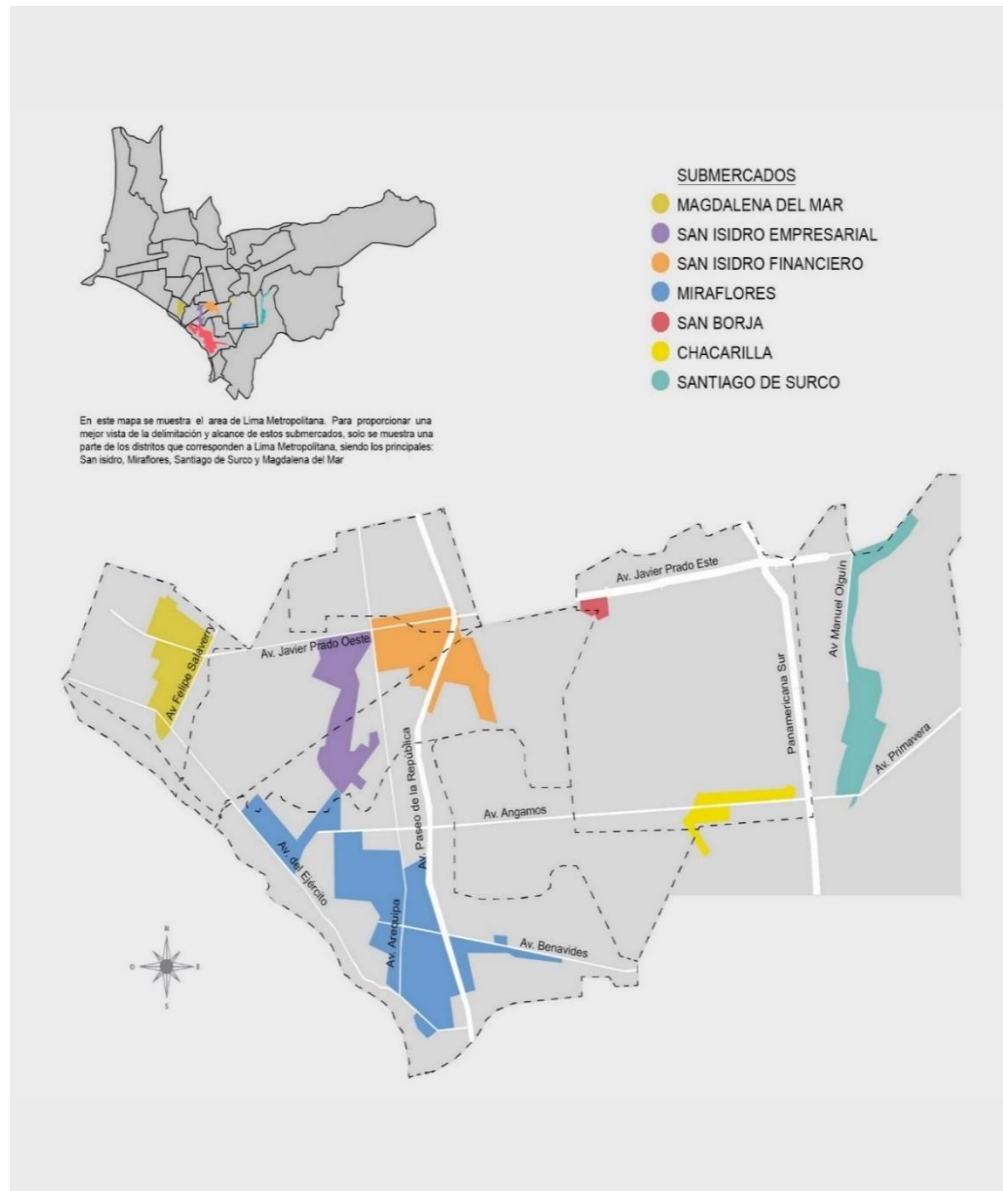 SUBMERCADOS
MAGDALENA DEL MAR
SAN ISIDRO EMPRESARIAL
SAN ISIDRO FINANCIERO
MIRAFLORES
SAN BORJA
CHACARILLA
SANTIAGO DE SURCO
En este mapa se muestra el area de Lima Metropolitana. Para proporcionar una
mejor vista de la delimitación y alcance de estos submercados, solo se muestra una
parte de los distritos que corresponden a Lima Metropolitana, siendo los principales:
San isidro, Miraflores, Santiago de Surco y Magdalena del Mar
Av. Javier Prado Este
Av Manuel Olguín
Av. Felipe Salaverry
Av. Javier Prado Oeste
Panamericana Sur
Av. Paseo de la República
Av. Primavera
Av. Angamos
Av. del Ejército
Av. Arequipa
Av. Benavides
N
O
E
S